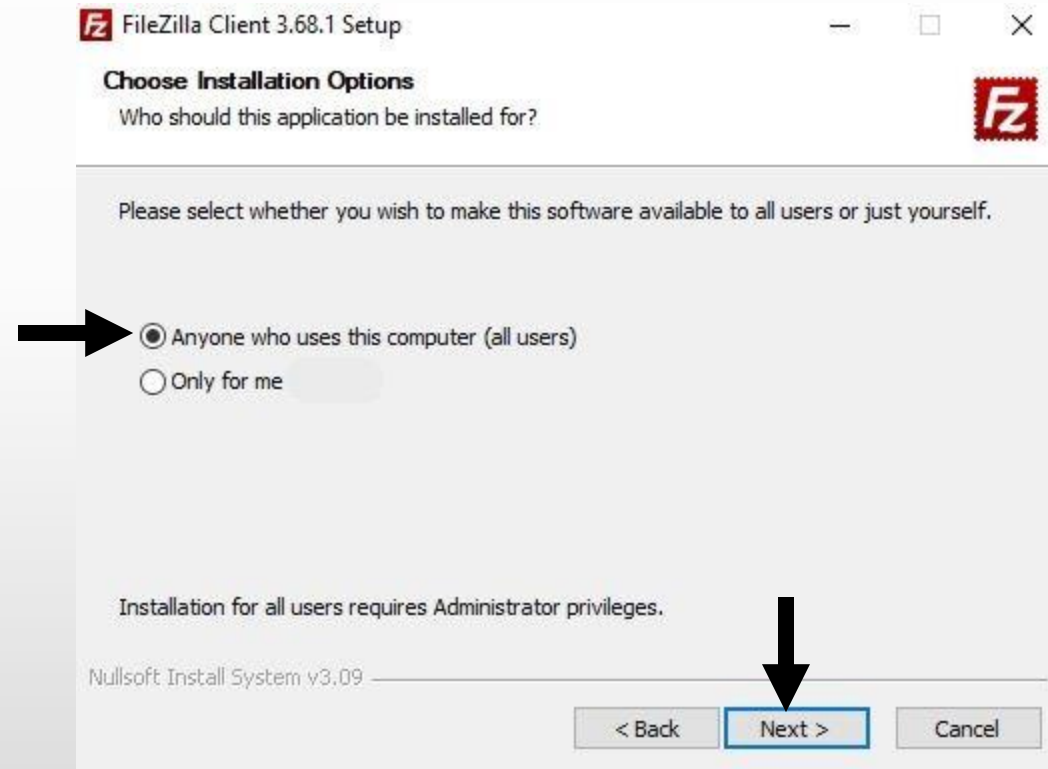 FileZilla Client 3.68.1 Setup
Choose Installation Options
Who should this application be installed for?
Fz
Please select whether you wish to make this software available to all users or just yourself.
Anyone who uses this computer (all users)
Only for me
Installation for all users requires Administrator privileges.
Nullsoft Install System v3.09
< Back Next > Cancel